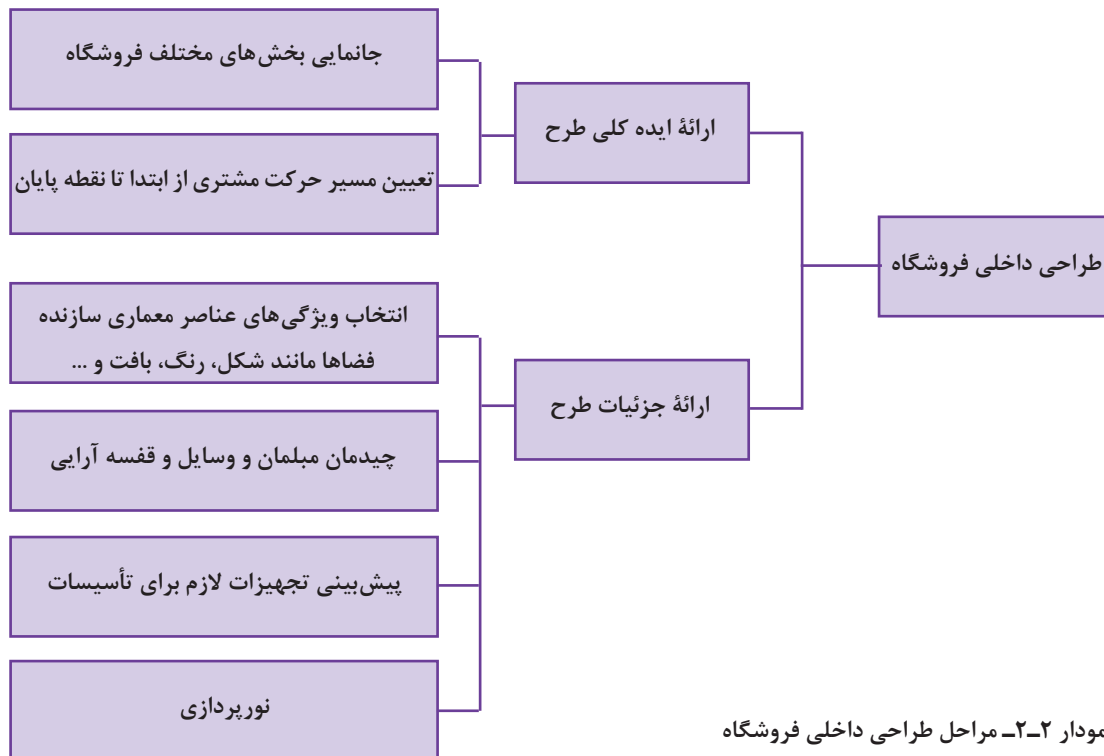 طراحی داخلی فروشگاه
ارائهٔ ایده کلی طرح
جانمایی بخش‌های مختلف فروشگاه
تعیین مسیر حرکت مشتری از ابتدا تا نقطه پایان
ارائهٔ جزئیات طرح
انتخاب ویژگی‌های عناصر معماری سازنده
فضاها مانند شکل، رنگ، بافت و ...
چیدمان مبلمان و وسایل و قفسه آرایی
پیش‌بینی تجهیزات لازم برای تأسیسات
نورپردازی
مودار ۲ــ۲ــ مراحل طراحی داخلی فروشگاه